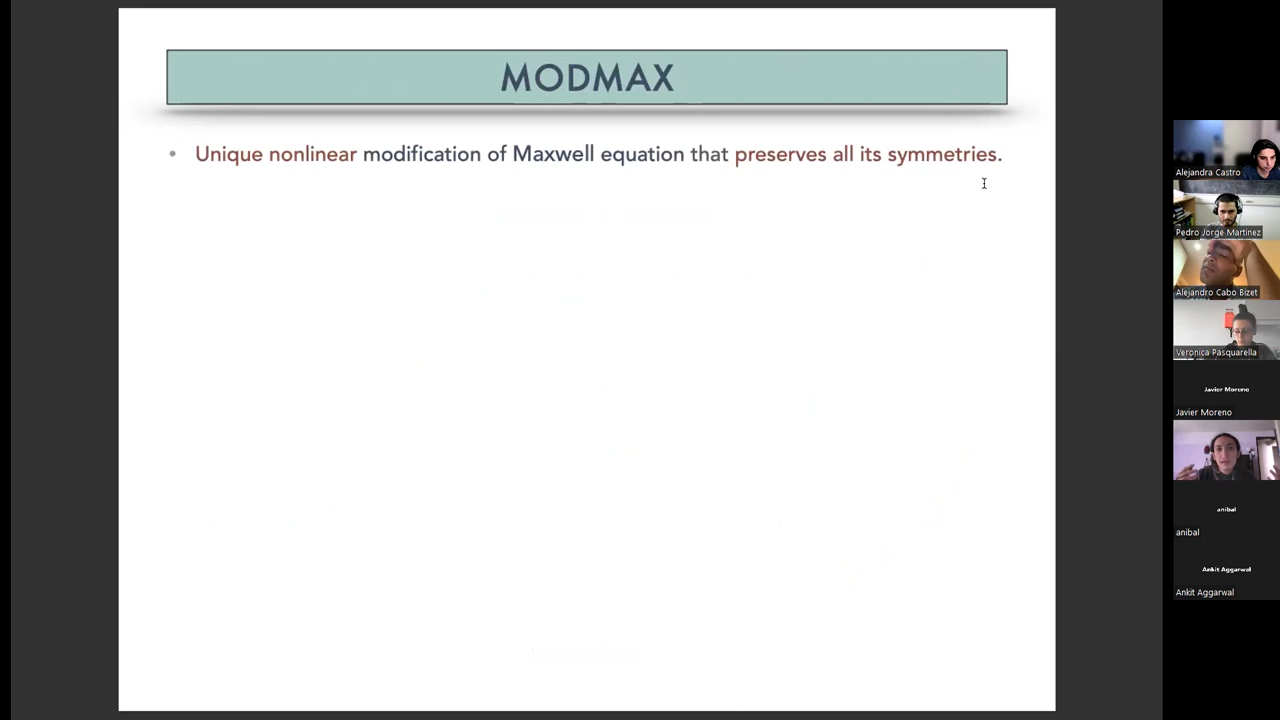 MODMAX
• Unique nonlinear modification of Maxwell equation that preserves all its symmetries.
Alejandra Castro
Pedro Jorge Martinez
Alejandro Cabo Bizet
Veronica Pasquarella
Javier Moreno
Javier Moreno
anibal
anibal
Ankit Aggarwal
Ankit Aggarwal